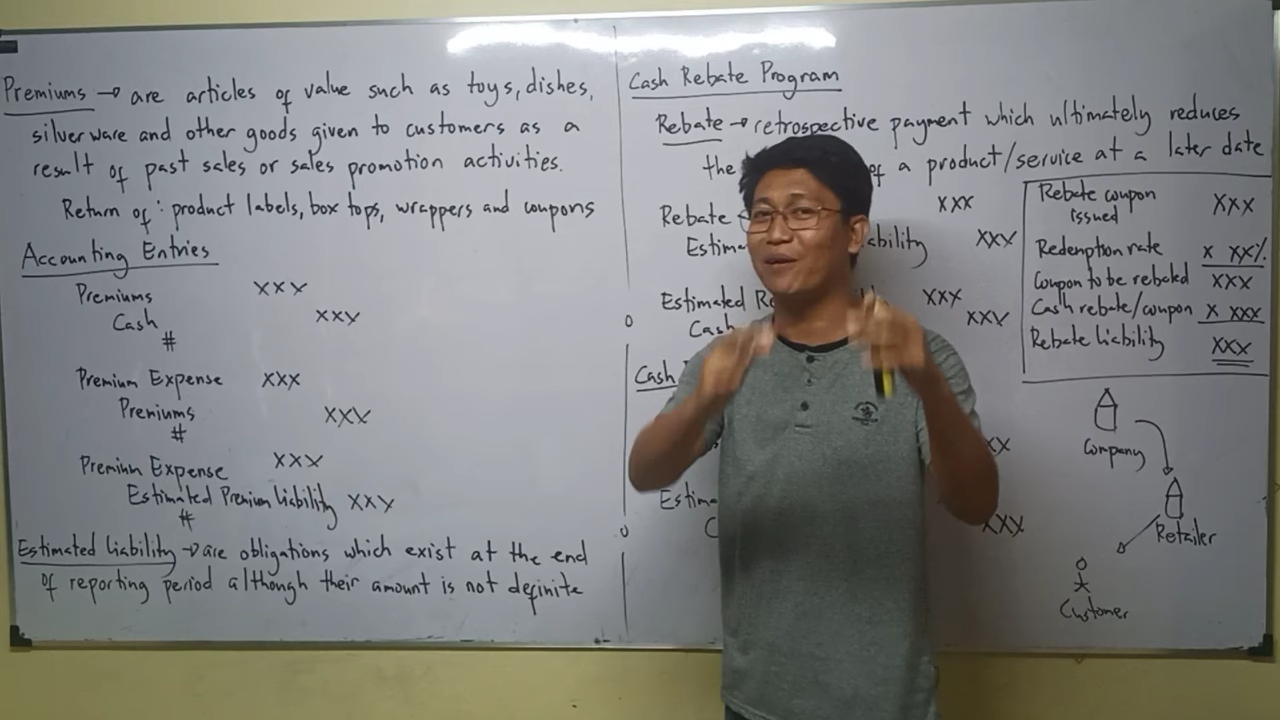 Premiums → are articles of value such as toys, dishes,
silverware and other goods given to customers as a
result of past sales or sales promotion activities.
Return of : product labels, box tops, wrappers and coupons
Accounting Entries
Premiums XXX
Cash XXX
#
Premium Expense XXX
Premiums XXX
#
Premium Expense XXX
Estimated Premium Liability XXX
#
Estimated Liability → are obligations which exist at the end
of reporting period although their amount is not definite
Cash Rebate Program
Rebate → retrospective payment which ultimately reduces
the of a product/service at a later date
Rebate XXX
XXX
XXX
Cash XXX
Cash
XXX
Rebate coupon XXX
issued
Redemption rate X XX%
Coupon to be rebated XXX
Cash rebate/coupon X XXX
Rebate liability XXX
Company
Retailer
Customer